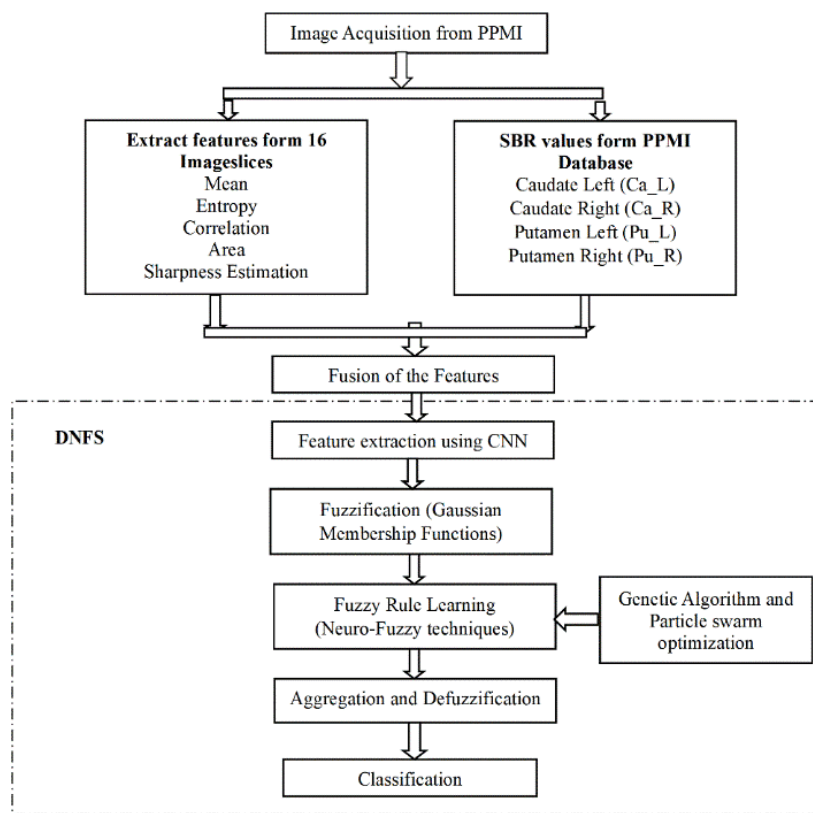 Image Acquisition from PPMI
Extract features form 16
Imageslices
Mean
Entropy
Correlation
Area
Sharpness Estimation
SBR values form PPMI
Database
Caudate Left (Ca_L)
Caudate Right (Ca_R)
Putamen Left (Pu_L)
Putamen Right (Pu_R)
Fusion of the Features
DNFS
Feature extraction using CNN
Fuzzification (Gaussian
Membership Functions)
Fuzzy Rule Learning
(Neuro-Fuzzy techniques)
Genetic Algorithm and
Particle swarm
optimization
Aggregation and Defuzzification
Classification